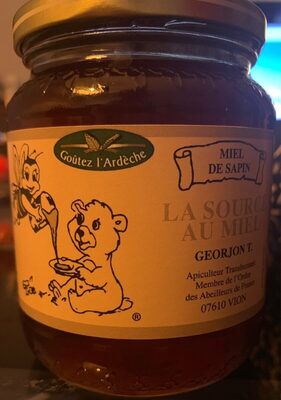 Goûtez l'Ardèche
MIEL
DE SAPIN
LA SOURCE
AU MIEL
GEORJON T.
Apiculteur
Membre de l'Ordre
des Abeilleurs de France
07610 VION
®